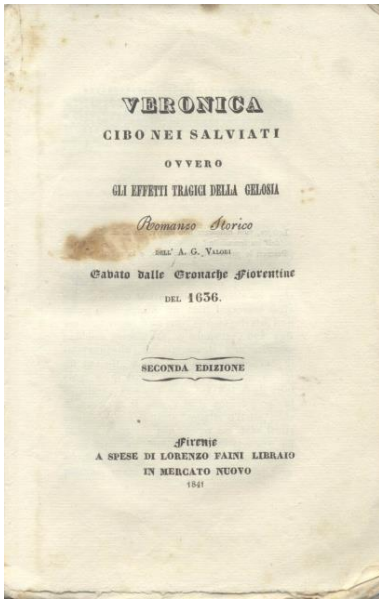 VERONICA
CIBO NEI SALVIATI
OVVERO
GLI EFFETTI TRAGICI DELLA GELOSIA
Romanzo Storico
DELL' A. G. VALORI
Cavato dalle Cronache Fiorentine
DEL 1636.
SECONDA EDIZIONE
Firenze
A SPESE DI LORENZO FAINI LIBRAIO
IN MERCATO NUOVO
1841